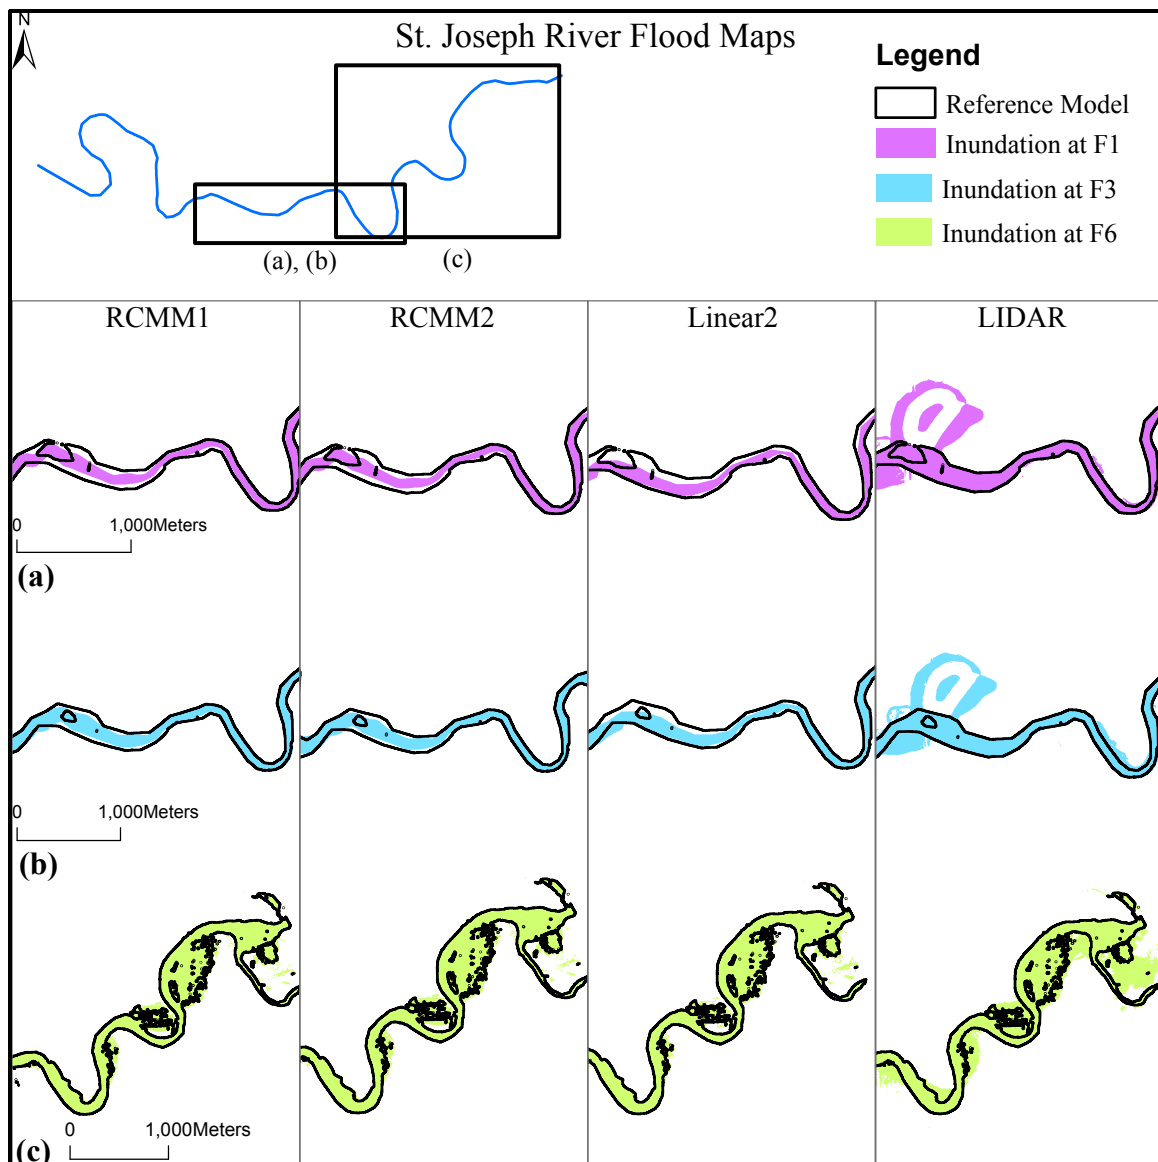 N
St. Joseph River Flood Maps
Legend
Reference Model
Inundation at F1
Inundation at F3
Inundation at F6
(a), (b)
(c)
RCMM1
RCMM2
Linear2
LIDAR
0 1,000Meters
(a)
0 1,000Meters
(b)
0 1,000Meters
(c)